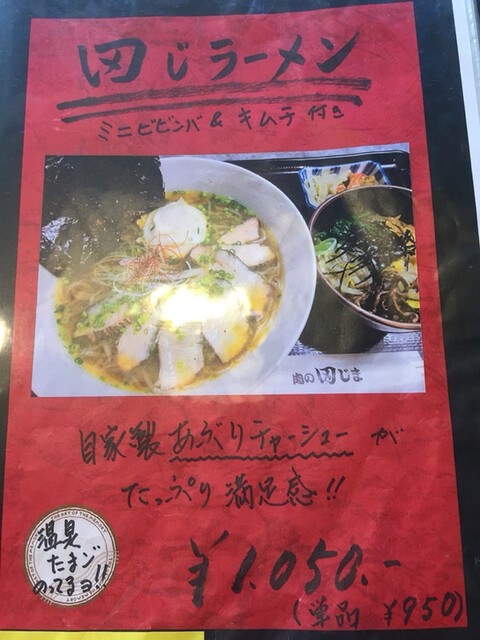 田じラーメン
ミニビビンバ & キムチ 付き
肉の田じま
自家製 あぶりチャーシュー が
たっぷり 満足感!!
温泉
たまご
のってるョ!!
¥1.050.-
(単品 ¥950)